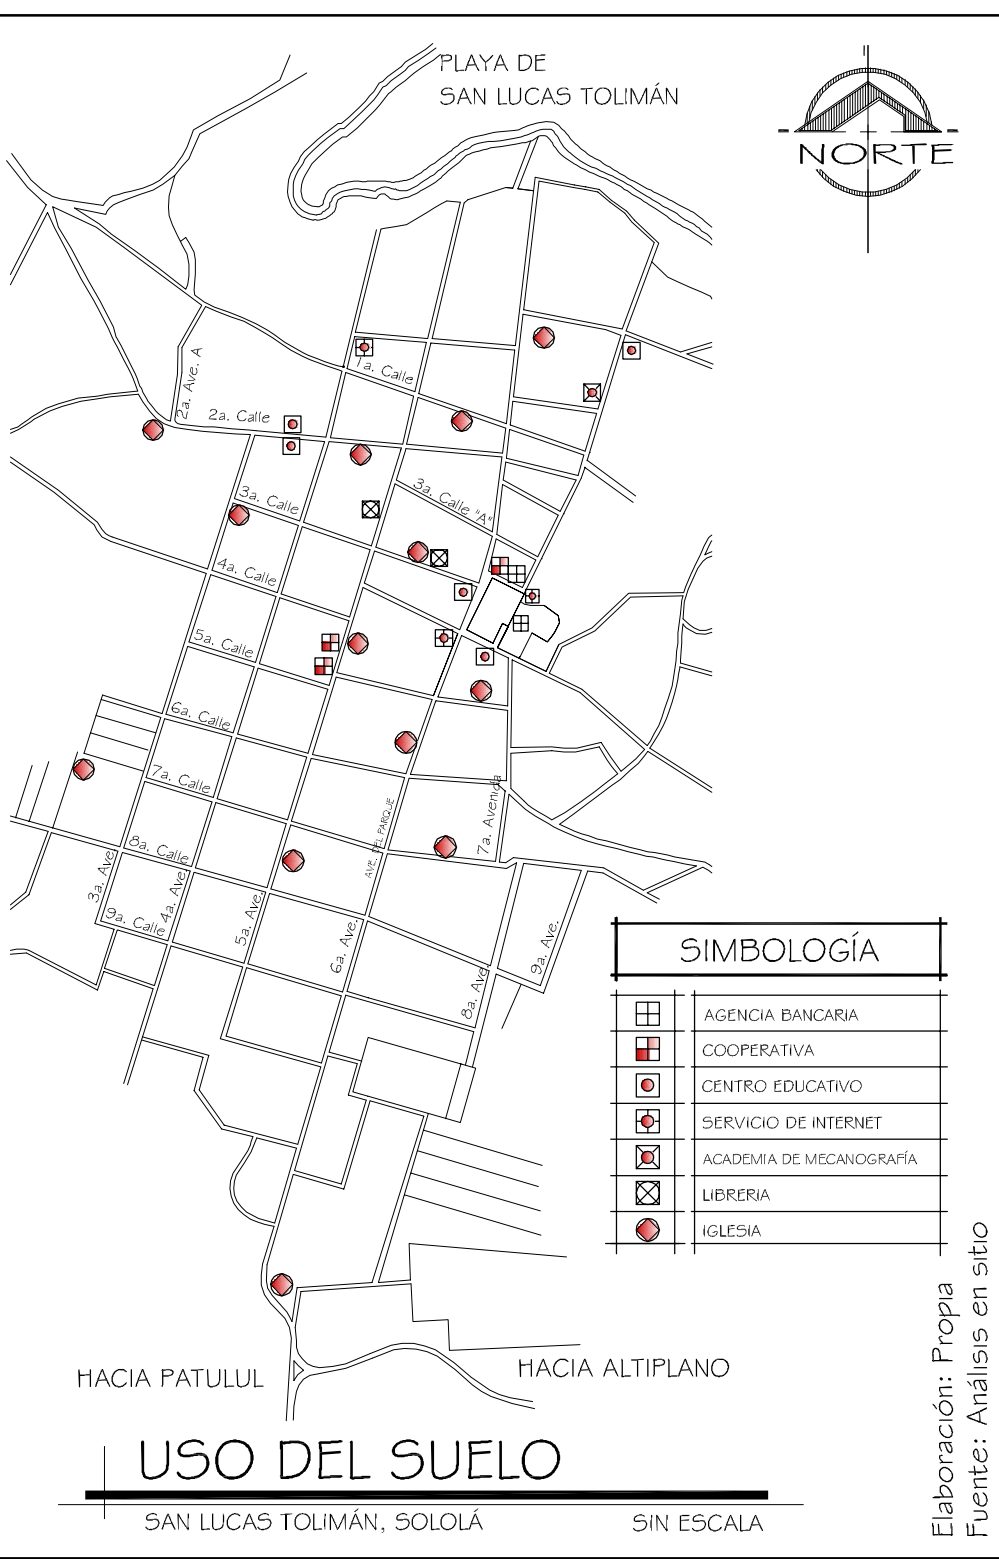 PLAYA DE
SAN LUCAS TOLIMÁN
NORTE
2a. Ave. A
1a. Calle
2a. Calle
3a. Calle
3a. Calle "A"
4a. Calle
5a. Calle
6a. Calle
7a. Calle
7a. Avenida
AVE. DEL PARQUE
8a. Calle
3a. Ave.
4a. Ave.
9a. Calle
5a. Ave.
6a. Ave.
8a. Ave.
9a. Ave.
SIMBOLOGÍA
AGENCIA BANCARIA
COOPERATIVA
CENTRO EDUCATIVO
SERVICIO DE INTERNET
ACADEMIA DE MECANOGRAFÍA
LIBRERIA
IGLESIA
HACIA PATULUL
HACIA ALTIPLANO
USO DEL SUELO
SAN LUCAS TOLIMÁN, SOLOLÁ
SIN ESCALA
Elaboración: Propia
Fuente: Análisis en sitio